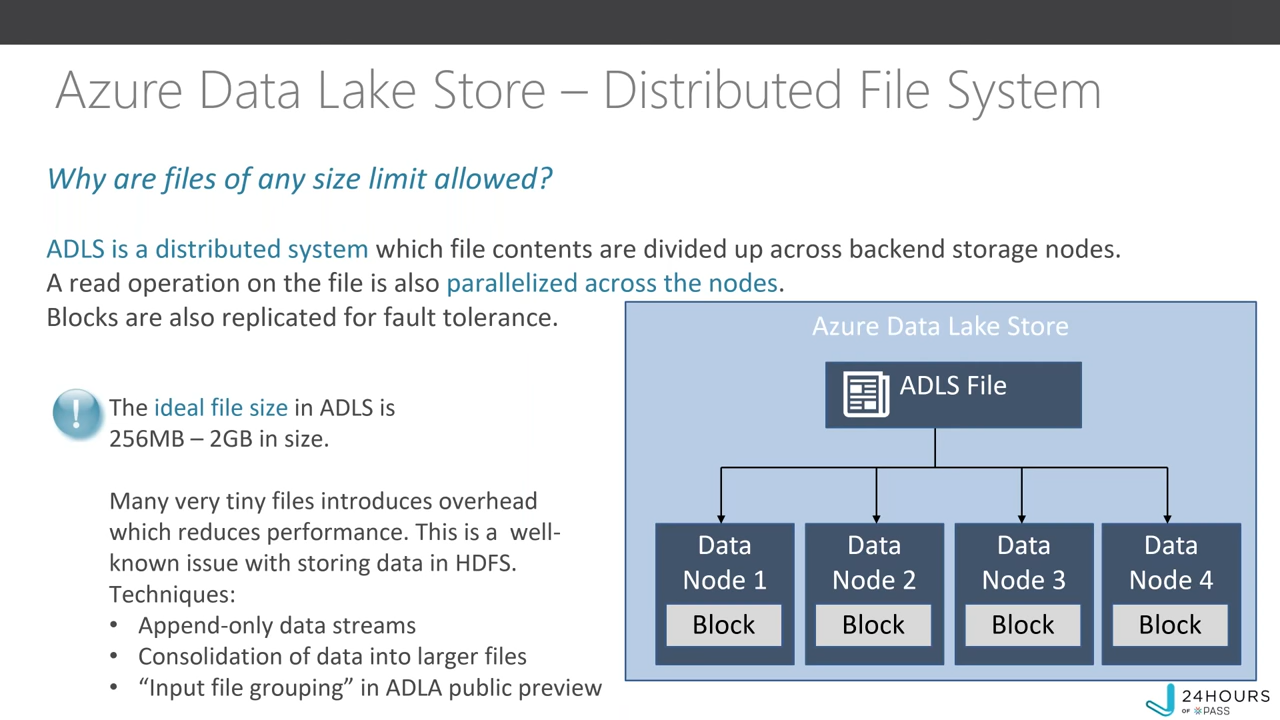 Azure Data Lake Store – Distributed File System
Why are files of any size limit allowed?
ADLS is a distributed system which file contents are divided up across backend storage nodes.
A read operation on the file is also parallelized across the nodes.
Blocks are also replicated for fault tolerance.
The ideal file size in ADLS is
256MB – 2GB in size.
Many very tiny files introduces overhead
which reduces performance. This is a  well-
known issue with storing data in HDFS.
Techniques:
• Append-only data streams
• Consolidation of data into larger files
• “Input file grouping” in ADLA public preview
Azure Data Lake Store
ADLS File
Data
Node 1
Block
Data
Node 2
Block
Data
Node 3
Block
Data
Node 4
Block
24HOURS
OF PASS